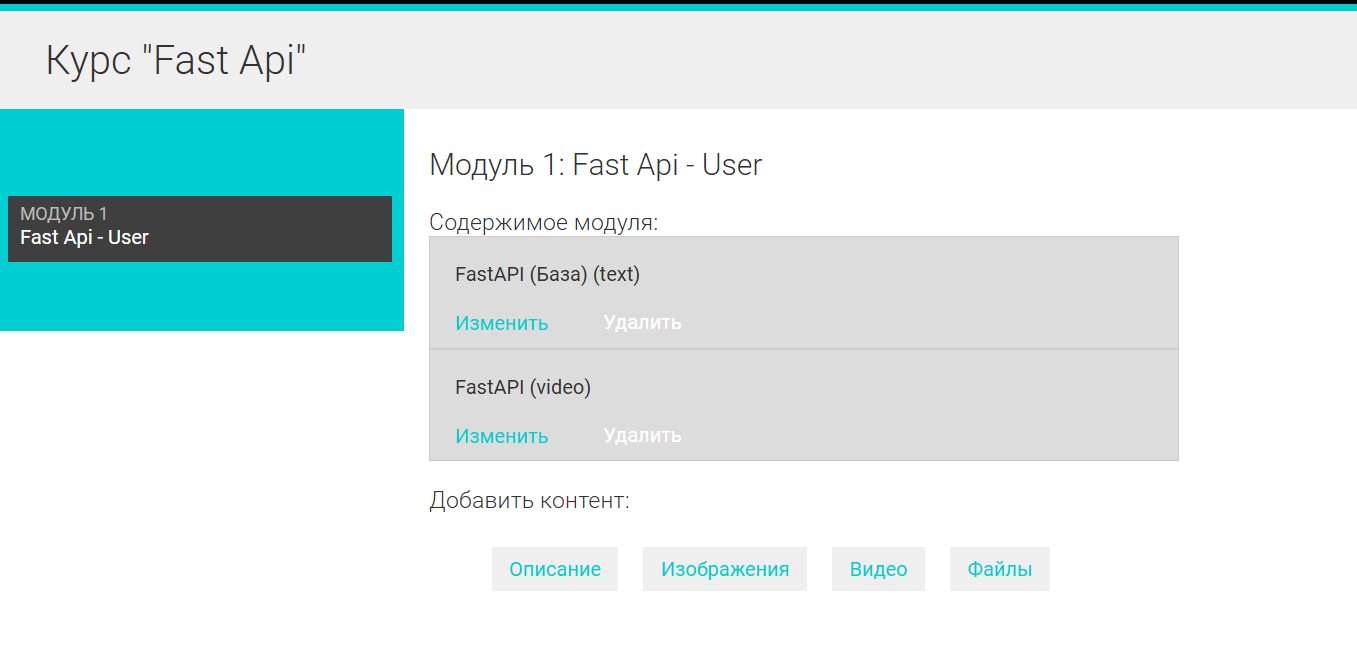 Курс "Fast Api"
МОДУЛЬ 1
Fast Api - User
Модуль 1: Fast Api - User
Содержимое модуля:
FastAPI (База) (text)
Изменить Удалить
FastAPI (video)
Изменить Удалить
Добавить контент:
Описание Изображения Видео Файлы